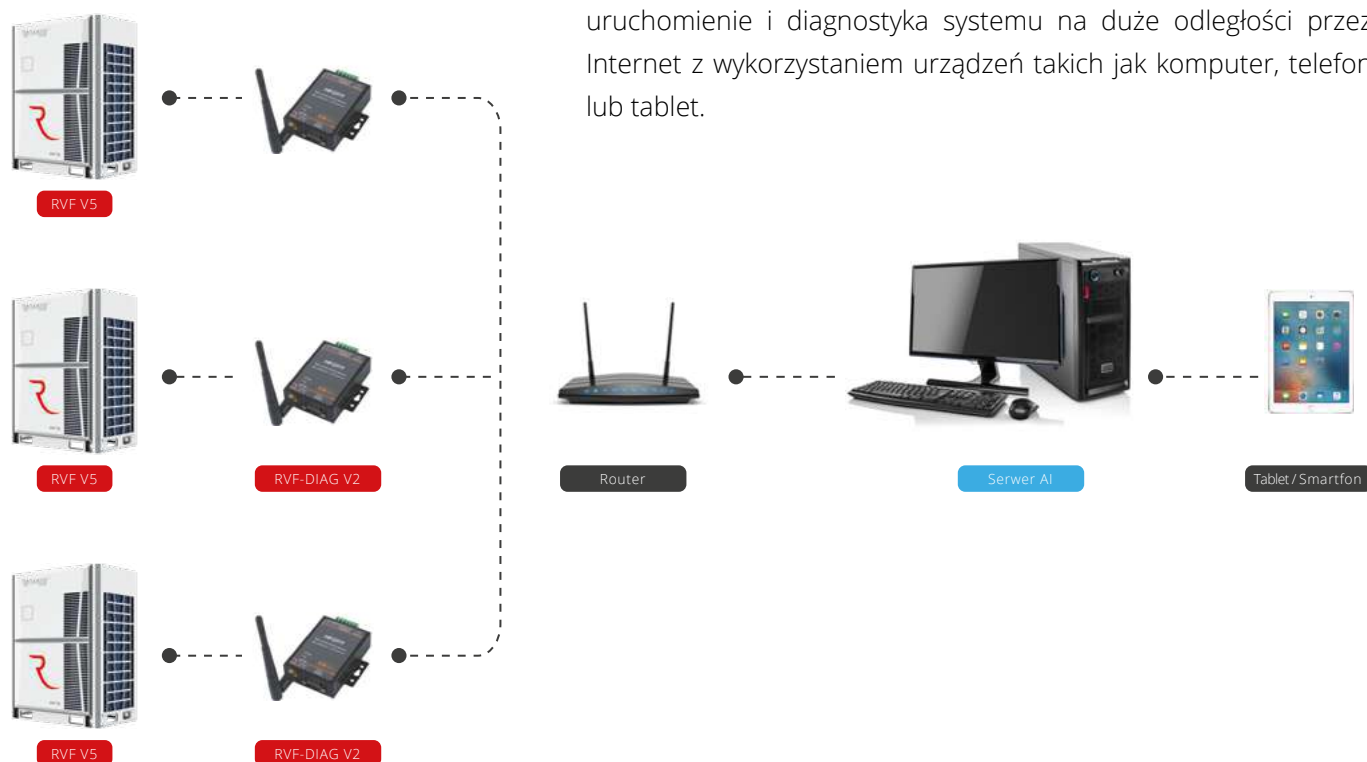 uruchomienie i diagnostyka systemu na duże odległości przez
Internet z wykorzystaniem urządzeń takich jak komputer, telefon
lub tablet.
RVF V5
RVF V5
RVF-DIAG V2
Router
Serwer AI
Tablet / Smartfon
RVF V5
RVF-DIAG V2